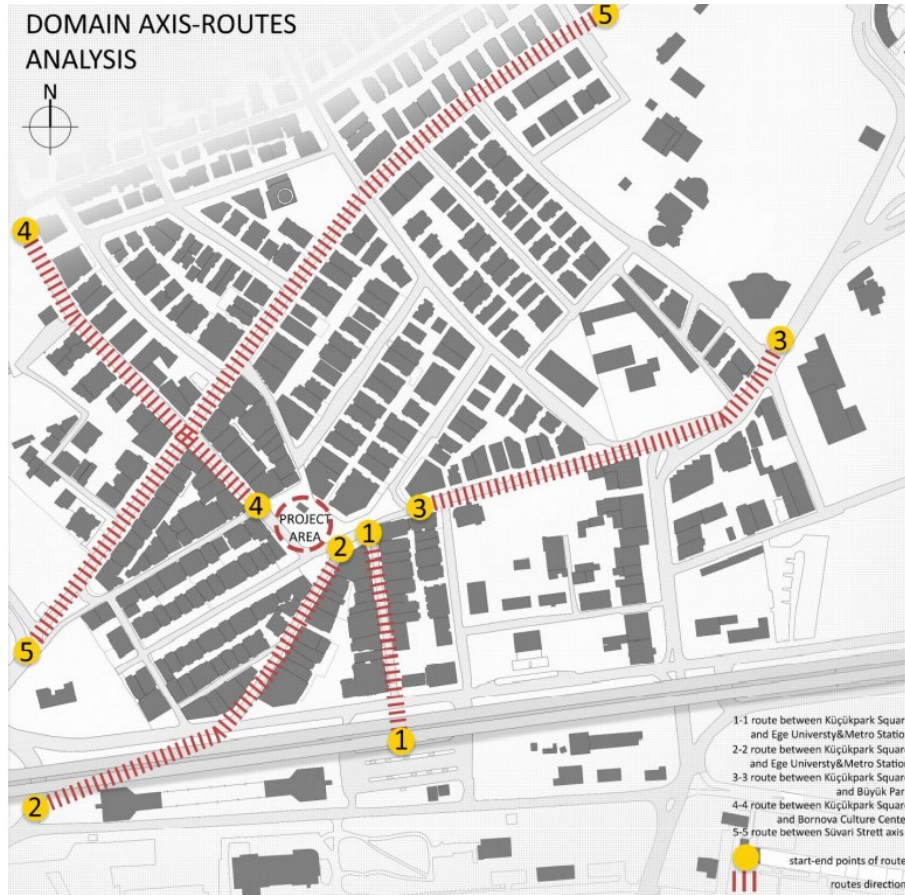 DOMAIN AXIS-ROUTES
ANALYSIS
N
5
4
3
4
3
PROJECT
AREA
1
2
5
1
2
1-1 route between Küçükpark Squar
and Ege Universty&Metro Statio
2-2 route between Küçükpark Squar
and Ege Universty&Metro Statio
3-3 route between Küçükpark Squar
and Büyük Par
4-4 route between Küçükpark Squar
and Bornova Culture Cente
5-5 route between Süvari Strett axis
start-end points of route
routes direction